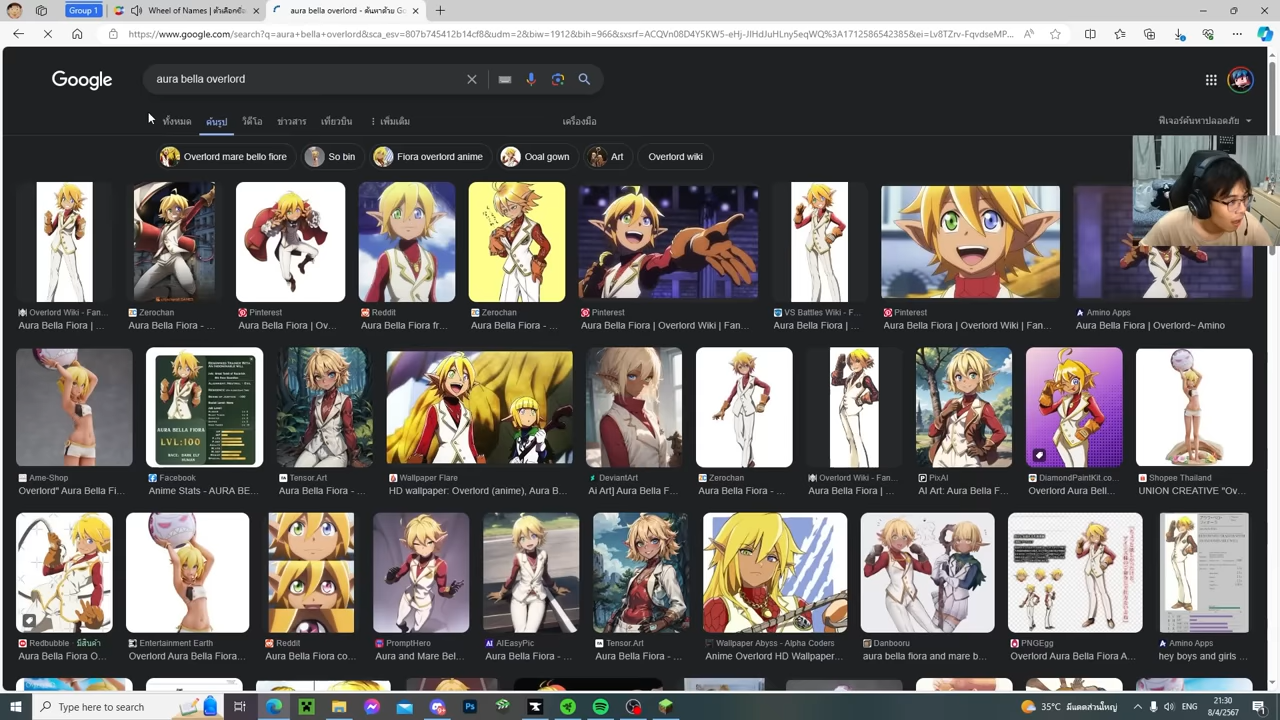 Group 1
Wheel of Names | ตัวเลือกชื่อ
aura bella overlord - ค้นหาด้วย Go
https://www.google.com/search?q=aura+bella+overlord&sca_esv=807b745412b14cf8&udm=2&biw=1912&bih=966&sxsrf=ACQVn08D4Y5KW5-eHj-JIHdJuHLny5eqWQ%3A1712586542385&ei=Lv8TZrv-FqvdseMP...
Google
aura bella overlord
ทั้งหมด
ค้นรูป
วิดีโอ
ข่าวสาร
เที่ยวบิน
เพิ่มเติม
เครื่องมือ
ฟีเจอร์ค้นหาปลอดภัย
Overlord mare bello fiore
So bin
Fiora overlord anime
Ooal gown
Art
Overlord wiki
Overlord Wiki - Fan...
Zerochan
Pinterest
Reddit
Zerochan
Pinterest
VS Battles Wiki - F...
Pinterest
Amino Apps
Aura Bella Fiora | ...
Aura Bella Fiora - ...
Aura Bella Fiora | Ov...
Aura Bella Fiora fr...
Aura Bella Fiora - ...
Aura Bella Fiora | Overlord Wiki | Fan...
Aura Bella Fiora | ...
Aura Bella Fiora | Overlord Wiki | Fan...
Aura Bella Fiora | Overlord~ Amino
AURA BELLA FIORA
LVL:100
Ame-Shop
Facebook
Tensor.Art
Wallpaper Flare
DeviantArt
Zerochan
Overlord Wiki - Fan...
PixAI
DiamondPaintKit.co...
Shopee Thailand
Overlord" Aura Bella Fi...
Anime Stats - AURA BE...
Aura Bella Fiora - ...
HD wallpaper: Overlord (anime), Aura B...
Ai Art] Aura Bella F...
Aura Bella Fiora - ...
Aura Bella Fiora | ...
AI Art: Aura Bella F...
Overlord Aura Bell...
UNION CREATIVE "Ov...
Redbubble - มีสินค้า
Entertainment Earth
Reddit
PromptHero
AIEasyPic
Tensor.Art
Wallpaper Abyss - Alpha Coders
Danbooru
PNGEgg
Amino Apps
Aura Bella Fiora O...
Overlord Aura Bella Fiora...
Aura Bella Fiora co...
Aura and Mare Bel...
Aura Bella Fiora - ...
Aura Bella Fiora - ...
Anime Overlord HD Wallpaper...
aura bella fiora and mare b...
Overlord Aura Bella Fiora A...
hey boys and girls ...
Type here to search
35°C มีแดดส่วนใหญ่
ENG
21:30
8/4/2567